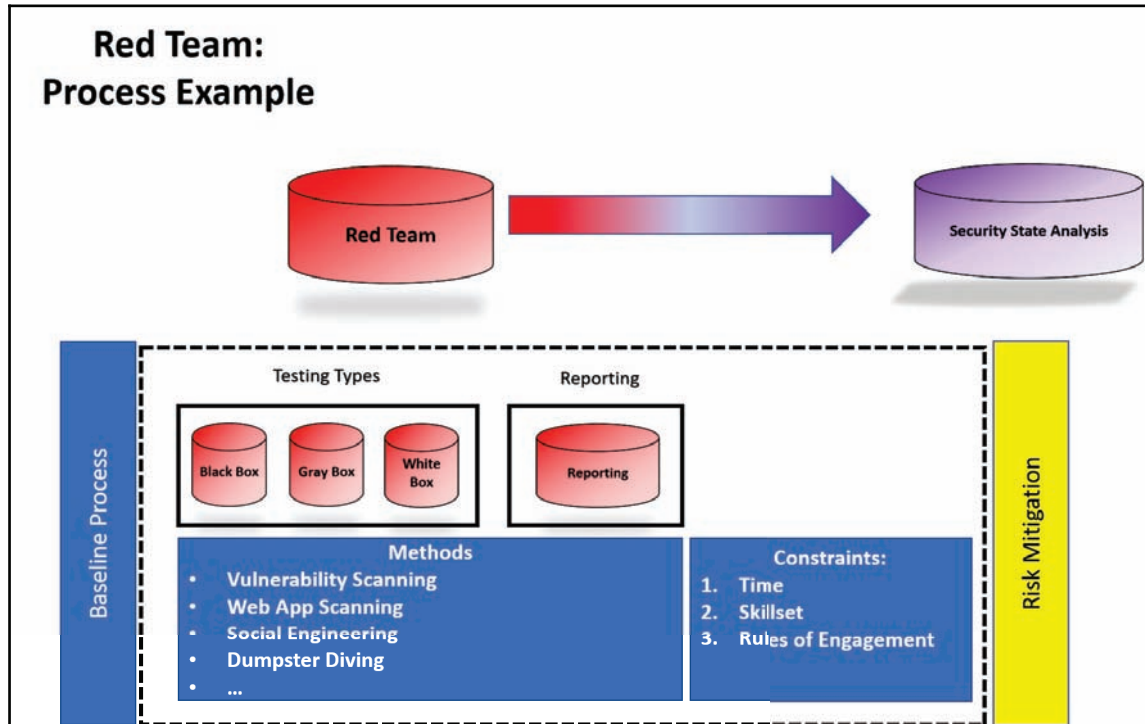 Red Team:
Process Example
Red Team
Security State Analysis
Baseline Process
Testing Types
Reporting
Black Box
Gray Box
White
Box
Reporting
Methods
• Vulnerability Scanning
• Web App Scanning
• Social Engineering
• Dumpster Diving
• ...
Constraints:
1. Time
2. Skillset
3. Rules of Engagement
Risk Mitigation